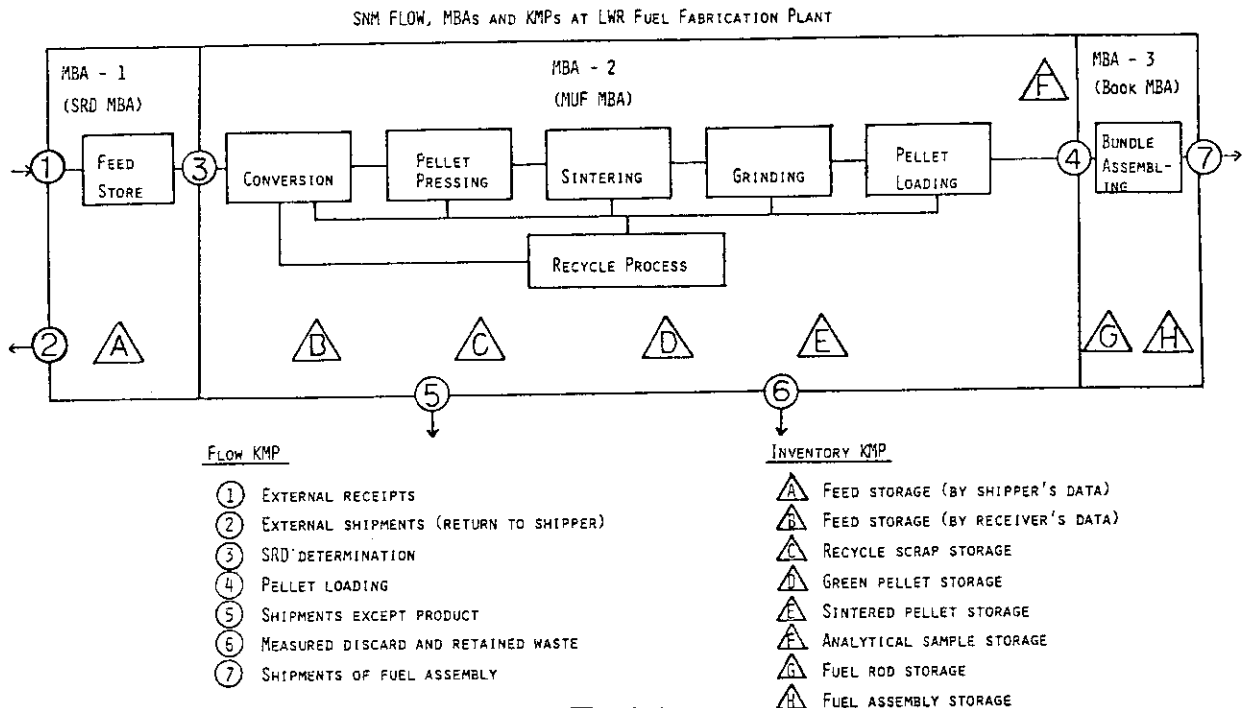 SNM FLOW, MBAs and KMPs at LWR Fuel Fabrication Plant
MBA - 1
(SRD MBA)
MBA - 2
(MUF MBA)
F
MBA - 3
(Book MBA)
1
Feed
Store
3
Conversion
Pellet
Pressing
Sintering
Grinding
Pellet
Loading
4
Bundle
Assembl-
ing
7
Recycle Process
2
A
B
C
D
E
G
H
5
6
Flow KMP
1 External receipts
2 External shipments (return to shipper)
3 SRD determination
4 Pellet loading
5 Shipments except product
6 Measured discard and retained waste
7 Shipments of fuel assembly
Inventory KMP
A Feed storage (by shipper's data)
B Feed storage (by receiver's data)
C Recycle scrap storage
D Green pellet storage
E Sintered pellet storage
F Analytical sample storage
G Fuel rod storage
H Fuel assembly storage